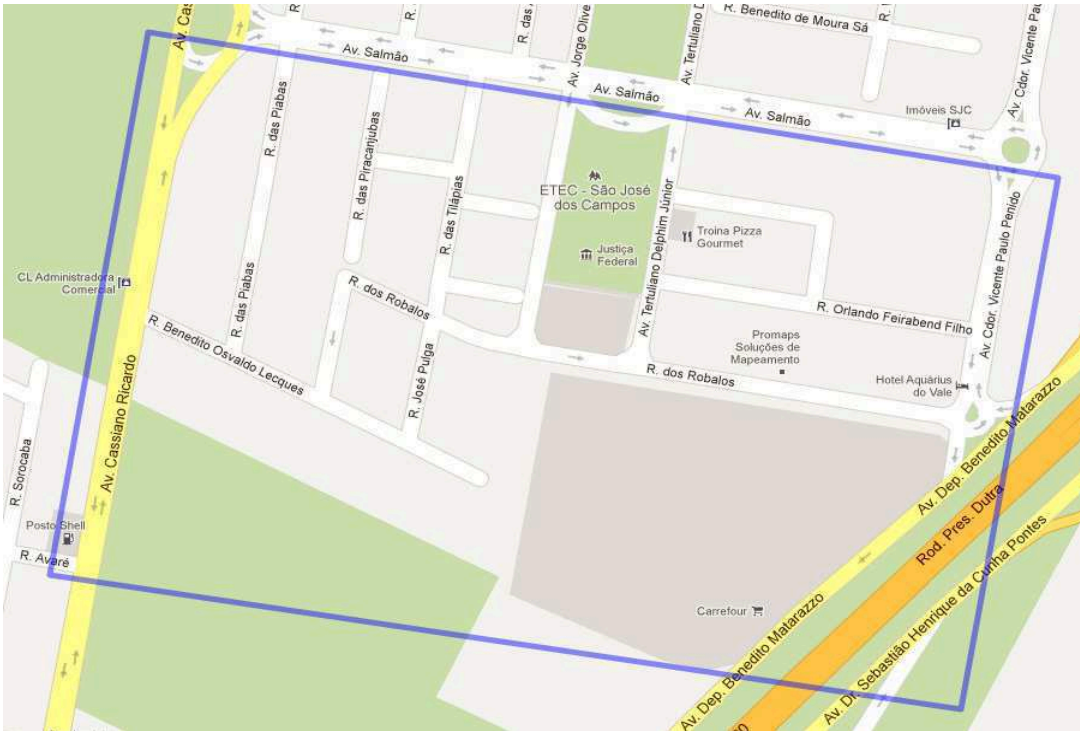 R. Benedito de Moura Sá
Av. Cas
R. das
R. das
Av. Jorge Olive
Av. Tertuliano D
Av. Cdor. Vicente Pau
Av. Salmão
Av. Salmão
Av. Salmão
Imóveis SJC
R. das Piabas
R. das Piracanjubas
R. das Tilápias
ETEC - São José
dos Campos
Justiça
Federal
Av. Tertuliano Delphim Júnior
Troina Pizza
Gourmet
Av. Cdor. Vicente Paulo Penido
CL Administradora
Comercial
R. das Piabas
R. dos Robalos
R. Orlando Feirabend Filho
R. Benedito Osvaldo Lecques
R. José Pulga
Promaps
Soluções de
Mapeamento
R. dos Robalos
Hotel Aquárius
do Vale
Av. Cassiano Ricardo
R. Sorocaba
Av. Dep. Benedito Matarazzo
Rod. Pres. Dutra
Posto Shell
R. Avaré
Av. Dr. Sebastião Henrique da Cunha Pontes
Carrefour
Av. Dep. Benedito Matarazzo